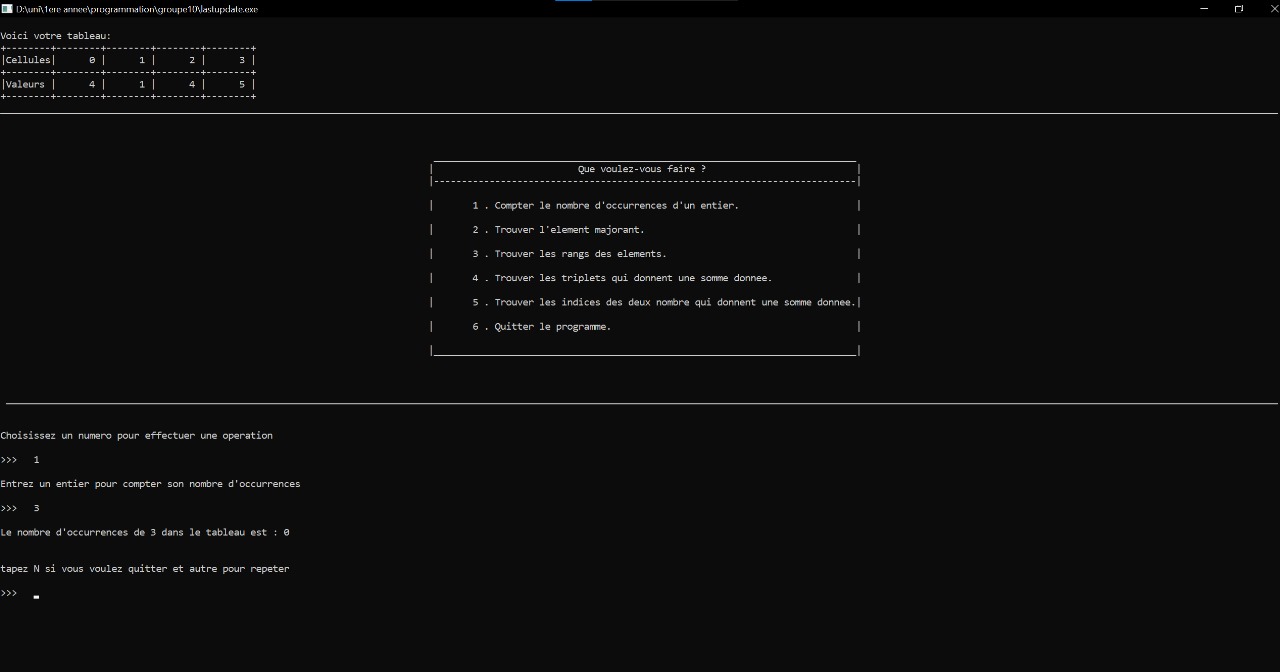 D:\uni\1ere annee\programmation\groupe10\lastupdate.exe
Voici votre tableau:
+--------+--------+--------+--------+--------+
|Cellules|      0 |      1 |      2 |      3 |
+--------+--------+--------+--------+--------+
|Valeurs |      4 |      1 |      4 |      5 |
+--------+--------+--------+--------+--------+
Que voulez-vous faire ?
1 . Compter le nombre d'occurrences d'un entier.
2 . Trouver l'element majorant.
3 . Trouver les rangs des elements.
4 . Trouver les triplets qui donnent une somme donnee.
5 . Trouver les indices des deux nombre qui donnent une somme donnee.
6 . Quitter le programme.
Choisissez un numero pour effectuer une operation
>>>   1
Entrez un entier pour compter son nombre d'occurrences
>>>   3
Le nombre d'occurrences de 3 dans le tableau est : 0
tapez N si vous voulez quitter et autre pour repeter
>>>